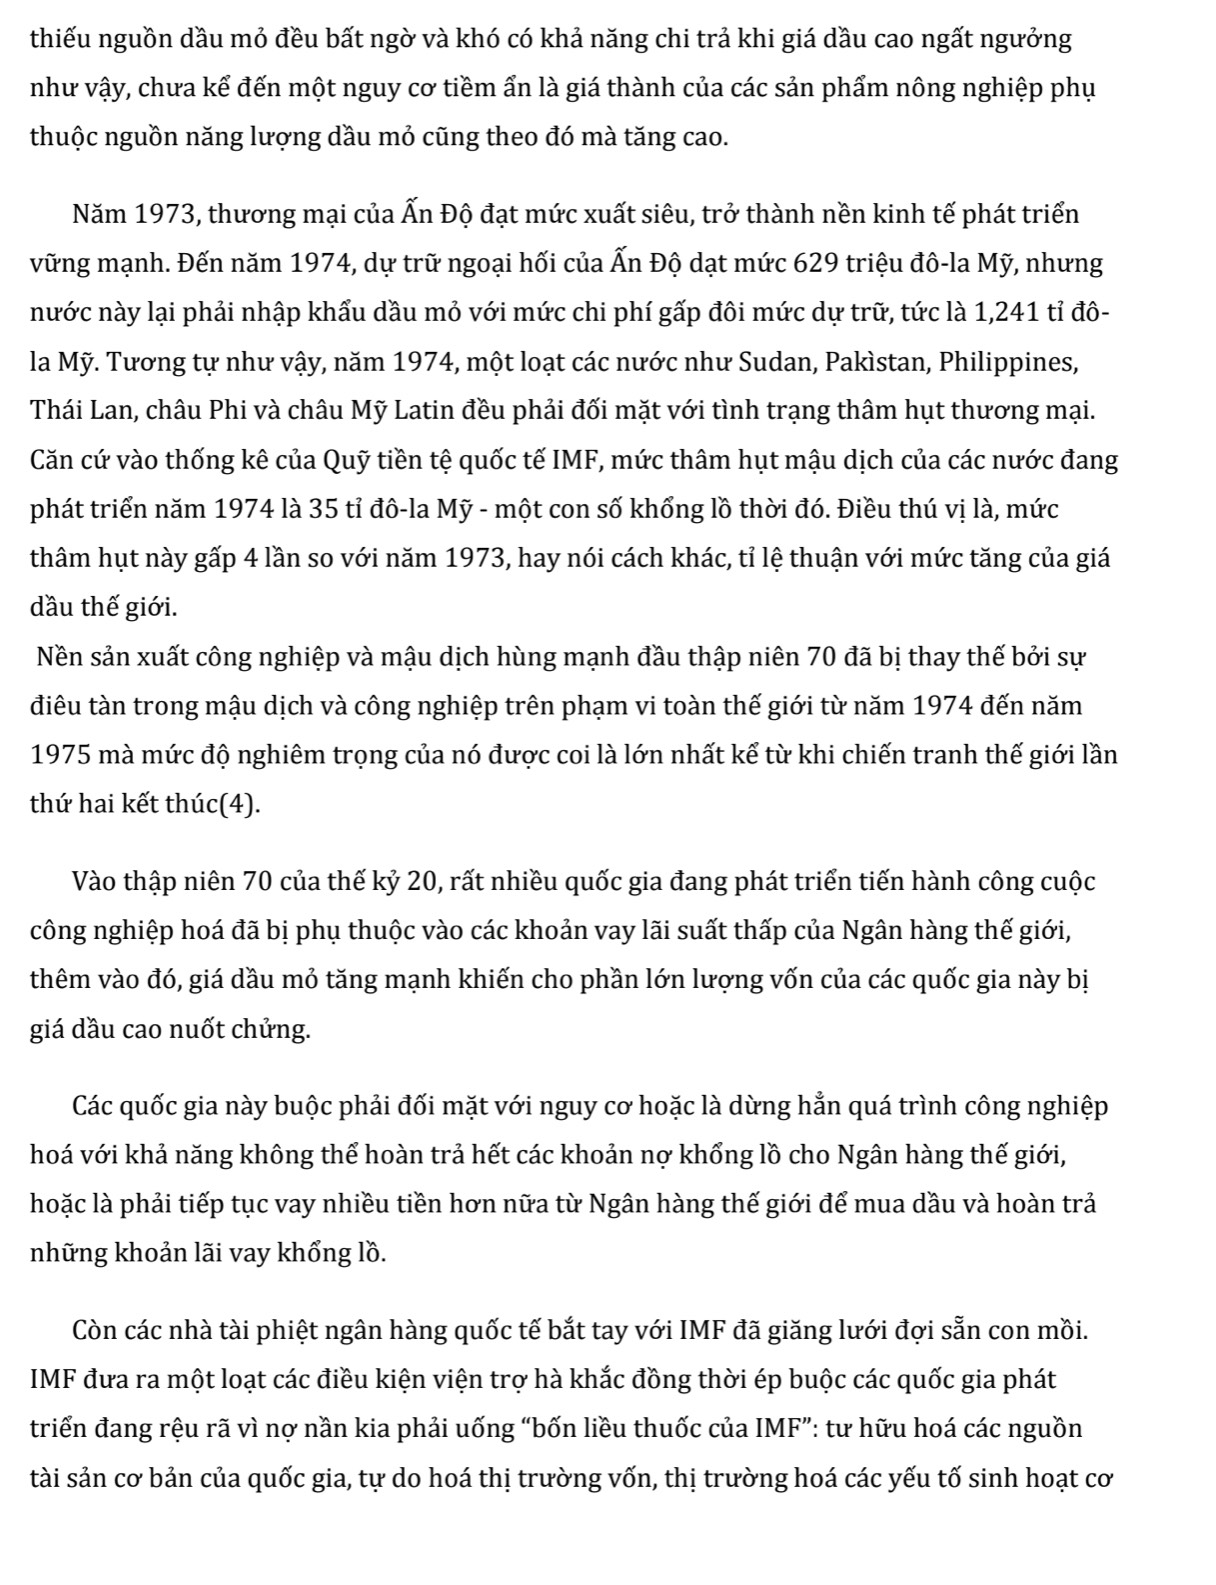 thiếu nguồn dầu mỏ đều bất ngờ và khó có khả năng chi trả khi giá dầu cao ngất ngưởng
như vậy, chưa kể đến một nguy cơ tiềm ẩn là giá thành của các sản phẩm nông nghiệp phụ
thuộc nguồn năng lượng dầu mỏ cũng theo đó mà tăng cao.
Năm 1973, thương mại của Ấn Độ đạt mức xuất siêu, trở thành nền kinh tế phát triển
vững mạnh. Đến năm 1974, dự trữ ngoại hối của Ấn Độ dạt mức 629 triệu đô-la Mỹ, nhưng
nước này lại phải nhập khẩu dầu mỏ với mức chi phí gấp đôi mức dự trữ, tức là 1,241 tỉ đô-
la Mỹ. Tương tự như vậy, năm 1974, một loạt các nước như Sudan, Pakìstan, Philippines,
Thái Lan, châu Phi và châu Mỹ Latin đều phải đối mặt với tình trạng thâm hụt thương mại.
Căn cứ vào thống kê của Quỹ tiền tệ quốc tế IMF, mức thâm hụt mậu dịch của các nước đang
phát triển năm 1974 là 35 tỉ đô-la Mỹ - một con số khổng lồ thời đó. Điều thú vị là, mức
thâm hụt này gấp 4 lần so với năm 1973, hay nói cách khác, tỉ lệ thuận với mức tăng của giá
dầu thế giới.
Nền sản xuất công nghiệp và mậu dịch hùng mạnh đầu thập niên 70 đã bị thay thế bởi sự
điêu tàn trong mậu dịch và công nghiệp trên phạm vi toàn thế giới từ năm 1974 đến năm
1975 mà mức độ nghiêm trọng của nó được coi là lớn nhất kể từ khi chiến tranh thế giới lần
thứ hai kết thúc(4).
Vào thập niên 70 của thế kỷ 20, rất nhiều quốc gia đang phát triển tiến hành công cuộc
công nghiệp hoá đã bị phụ thuộc vào các khoản vay lãi suất thấp của Ngân hàng thế giới,
thêm vào đó, giá dầu mỏ tăng mạnh khiến cho phần lớn lượng vốn của các quốc gia này bị
giá dầu cao nuốt chửng.
Các quốc gia này buộc phải đối mặt với nguy cơ hoặc là dừng hẳn quá trình công nghiệp
hoá với khả năng không thể hoàn trả hết các khoản nợ khổng lồ cho Ngân hàng thế giới,
hoặc là phải tiếp tục vay nhiều tiền hơn nữa từ Ngân hàng thế giới để mua dầu và hoàn trả
những khoản lãi vay khổng lồ.
Còn các nhà tài phiệt ngân hàng quốc tế bắt tay với IMF đã giăng lưới đợi sẵn con mồi.
IMF đưa ra một loạt các điều kiện viện trợ hà khắc đồng thời ép buộc các quốc gia phát
triển đang rệu rã vì nợ nần kia phải uống “bốn liều thuốc của IMF”: tư hữu hoá các nguồn
tài sản cơ bản của quốc gia, tự do hoá thị trường vốn, thị trường hoá các yếu tố sinh hoạt cơ